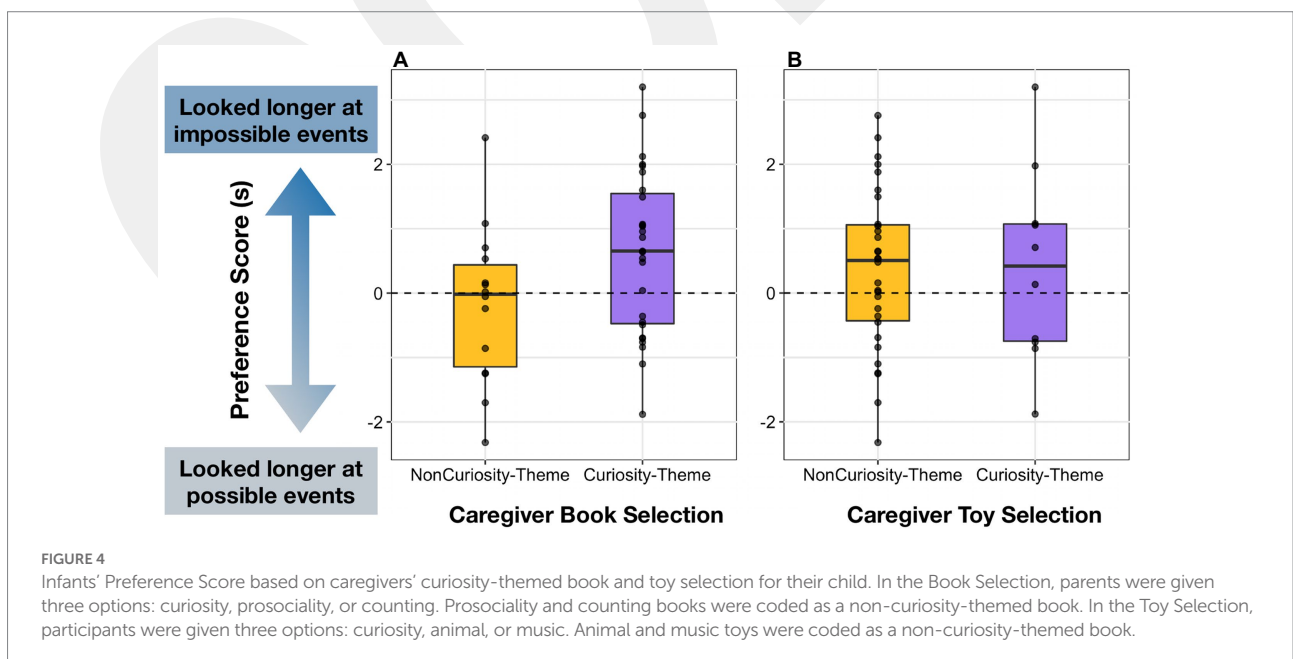 A
B
Looked longer at
impossible events
Preference Score (s)
Looked longer at
possible events
2
0
-2
NonCuriosity-Theme Curiosity-Theme
Caregiver Book Selection
2
0
-2
NonCuriosity-Theme Curiosity-Theme
Caregiver Toy Selection
FIGURE 4
Infants' Preference Score based on caregivers' curiosity-themed book and toy selection for their child. In the Book Selection, parents were given
three options: curiosity, prosociality, or counting. Prosociality and counting books were coded as a non-curiosity-themed book. In the Toy Selection,
participants were given three options: curiosity, animal, or music. Animal and music toys were coded as a non-curiosity-themed book.